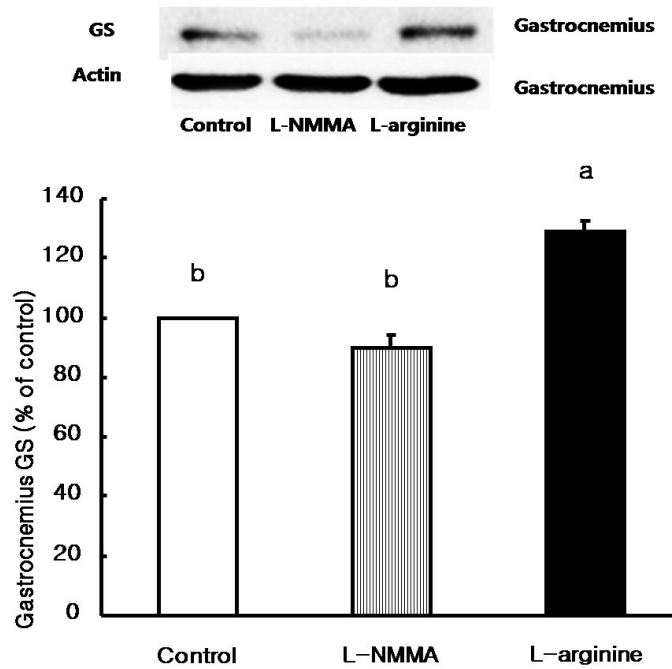 GS Gastrocnemius
Actin Gastrocnemius
Control L-NMMA L-arginine
Gastrocnemius GS (% of control)
140
120
100
80
60
40
20
0
b
b
a
Control L-NMMA L-arginine